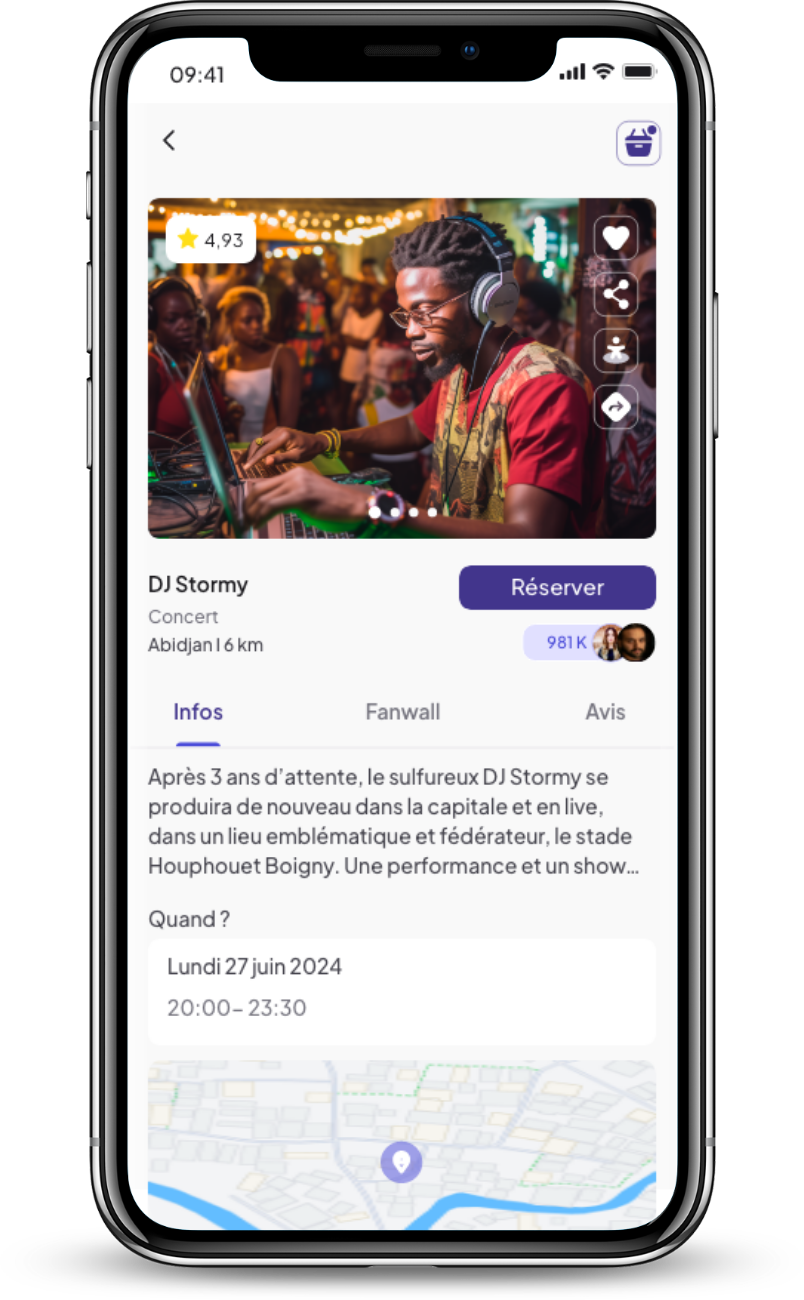 09:41
4,93
DJ Stormy
Réserver
Concert
Abidjan l 6 km
981 K
Infos
Fanwall
Avis
Après 3 ans d’attente, le sulfureux DJ Stormy se
produira de nouveau dans la capitale et en live,
dans un lieu emblématique et fédérateur, le stade
Houphouet Boigny. Une performance et un show...
Quand ?
Lundi 27 juin 2024
20:00– 23:30